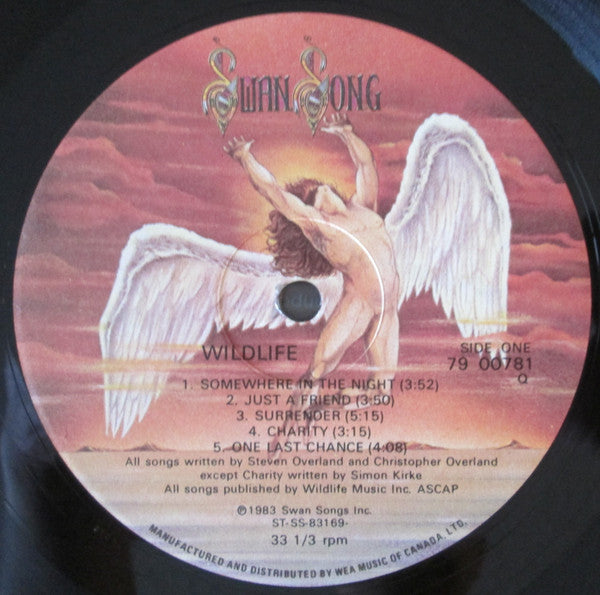 SWAN SONG
WILDLIFE
SIDE ONE
79 00781
Q
1. SOMEWHERE IN THE NIGHT (3:52)
2. JUST A FRIEND (3:50)
3. SURRENDER (5:15)
4. CHARITY (3:15)
5. ONE LAST CHANCE (4:08)
All songs written by Steven Overland and Christopher Overland
except Charity written by Simon Kirke
All songs published by Wildlife Music Inc. ASCAP
℗1983 Swan Songs Inc.
ST-SS-83169-
33 1/3 rpm
MANUFACTURED AND DISTRIBUTED BY WEA MUSIC OF CANADA, LTD.